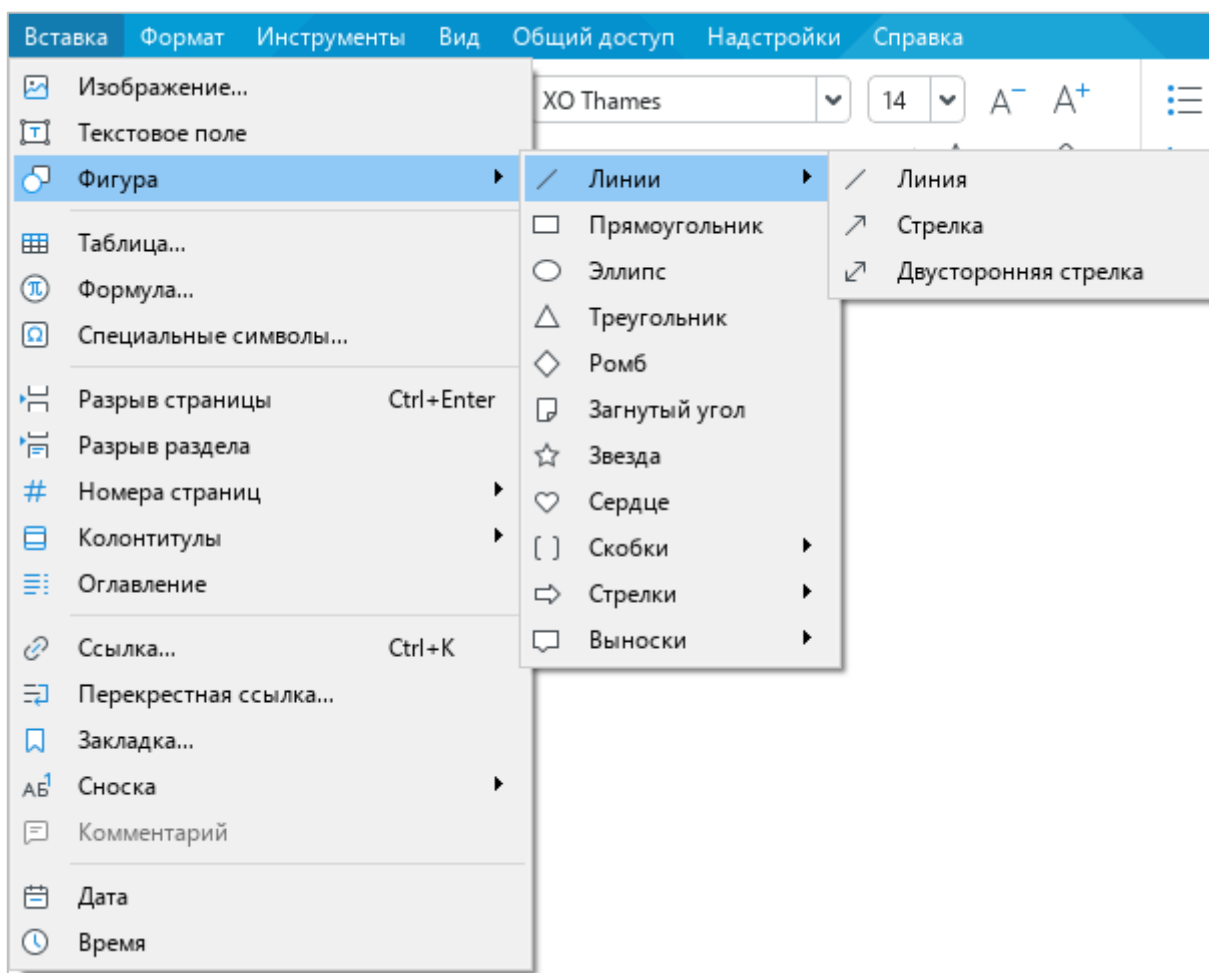 Вставка Формат Инструменты Вид Общий доступ Надстройки Справка
XO Thames 14 A− A+
Изображение...
Текстовое поле
Фигура
Таблица...
Формула...
Специальные символы...
Разрыв страницы Ctrl+Enter
Разрыв раздела
Номера страниц
Колонтитулы
Оглавление
Ссылка... Ctrl+K
Перекрестная ссылка...
Закладка...
Сноска
Комментарий
Дата
Время
Линии
Прямоугольник
Эллипс
Треугольник
Ромб
Загнутый угол
Звезда
Сердце
Скобки
Стрелки
Выноски
Линия
Стрелка
Двусторонняя стрелка